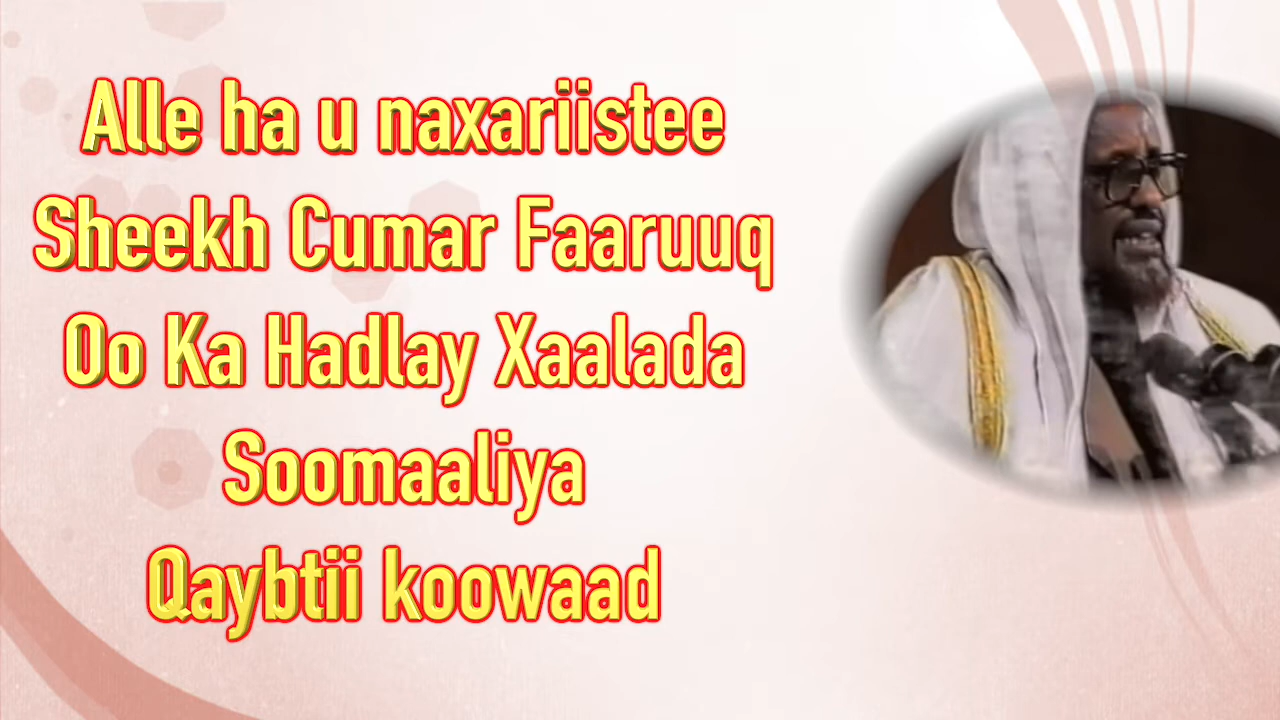 Alle ha u naxariistee
Sheekh Cumar Faaruuq
Oo Ka Hadlay Xaalada
Soomaaliya
Qaybtii koowaad